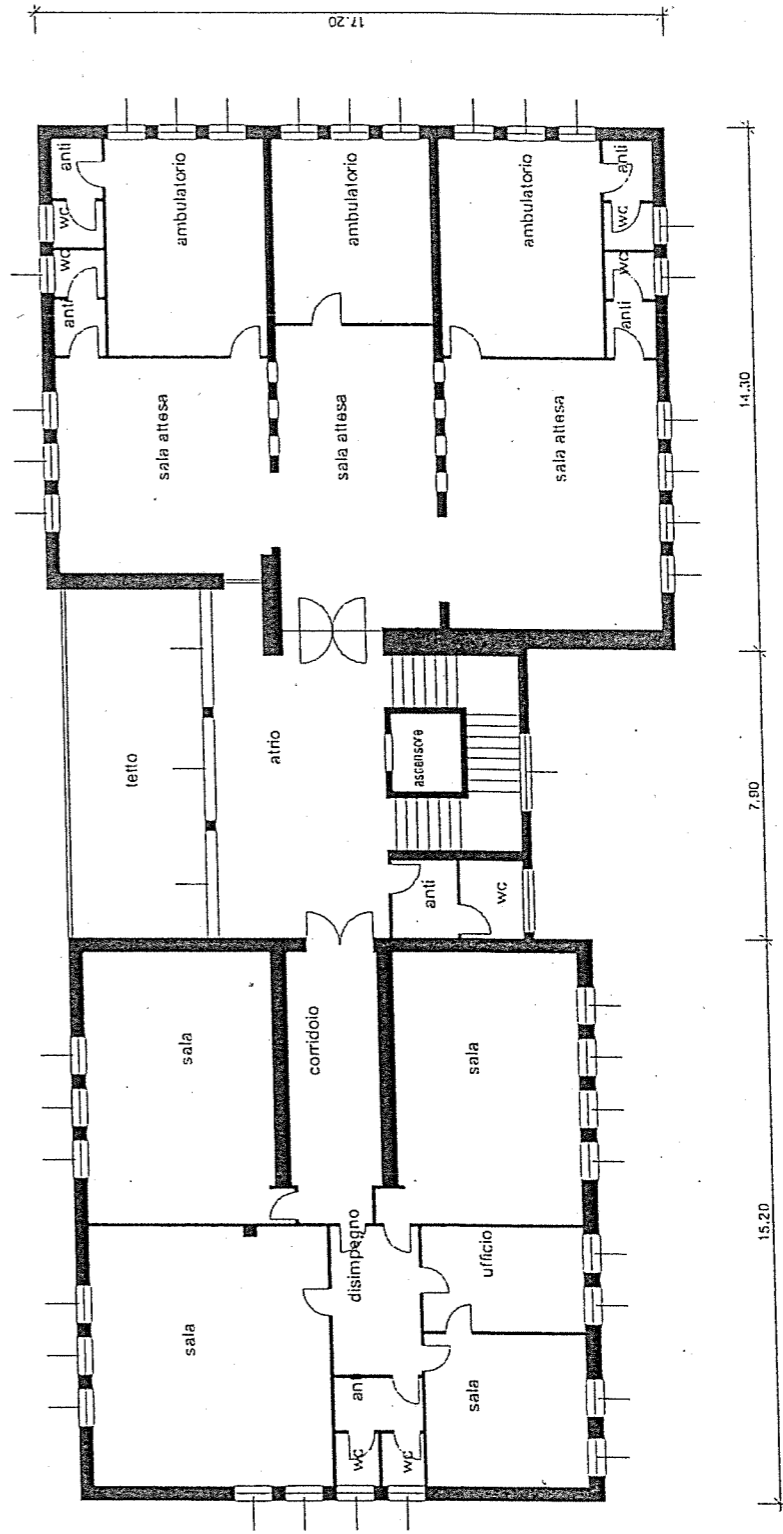 17.20
anti
wc
wc
anti
ambulatorio
ambulatorio
ambulatorio
anti
wc
wc
anti
sala attesa
sala attesa
sala attesa
14.30
tetto
atrio
ascensore
anti
wc
7.90
sala
corridoio
sala
sala
disimpegno
ufficio
anti
wc
wc
sala
15.20